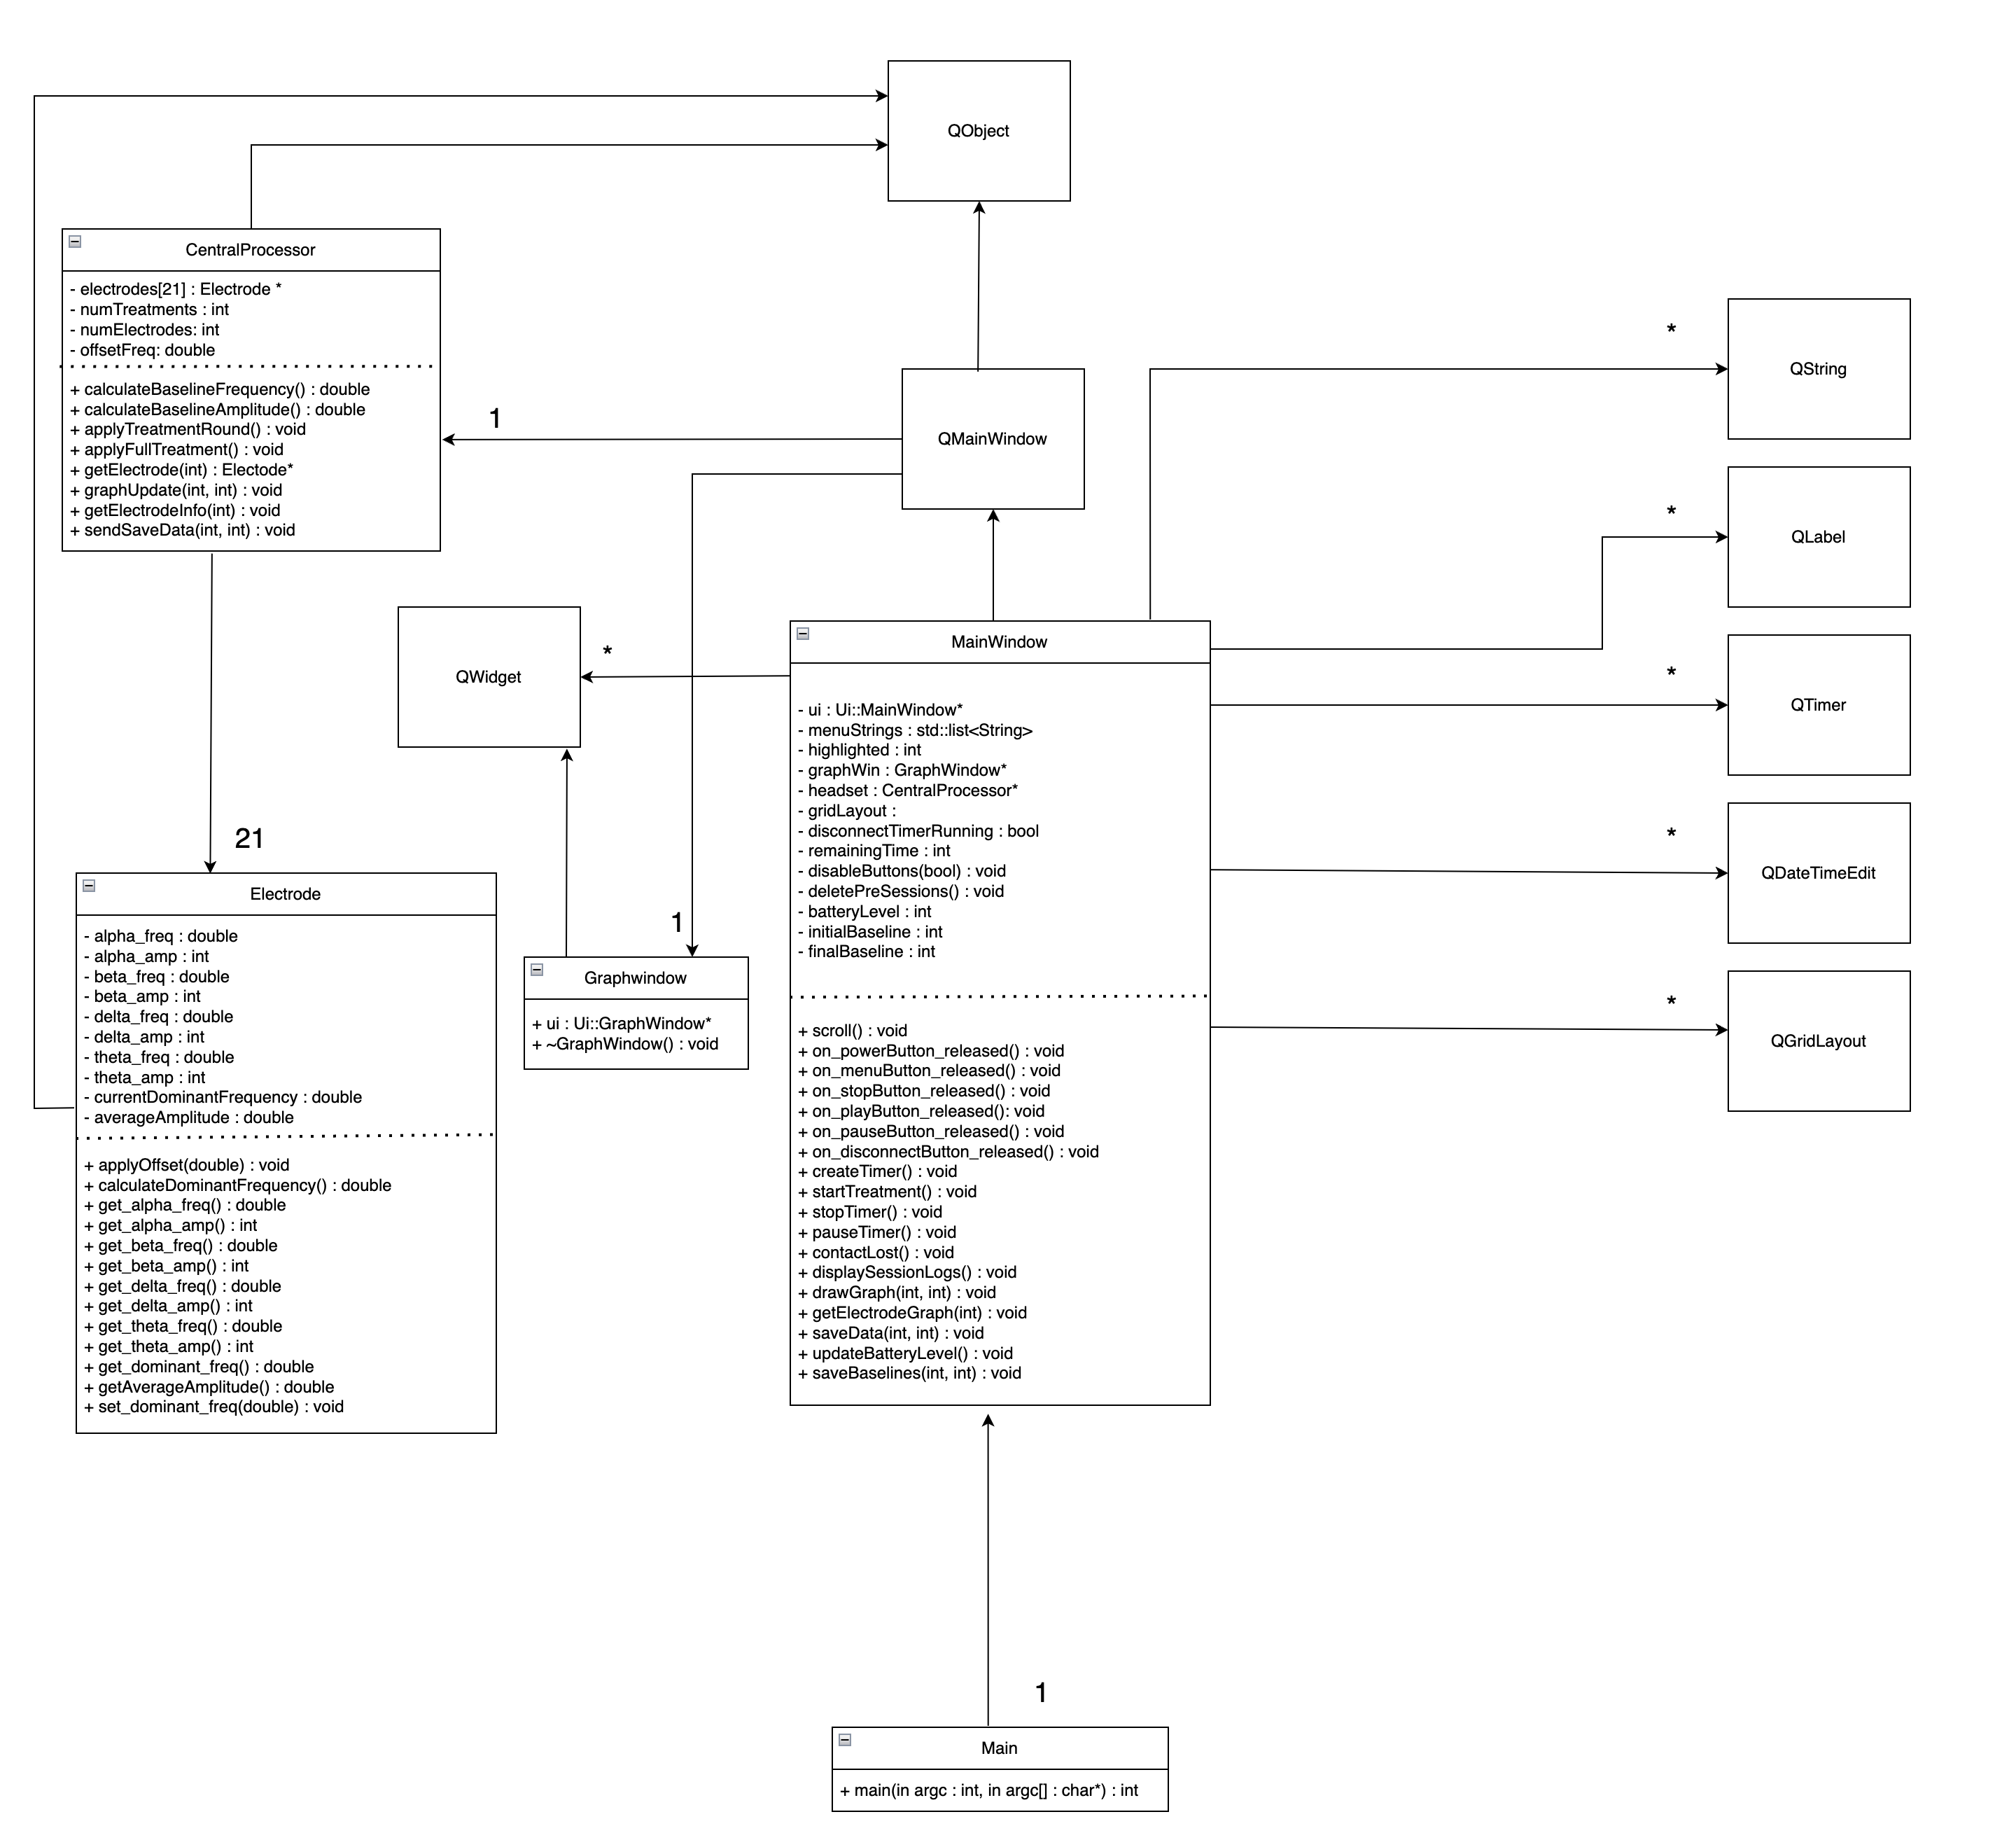 QObject
CentralProcessor
- electrodes[21] : Electrode *
- numTreatments : int
- numElectrodes: int
- offsetFreq: double
+ calculateBaselineFrequency() : double
+ calculateBaselineAmplitude() : double
+ applyTreatmentRound() : void
+ applyFullTreatment() : void
+ getElectrode(int) : Electode*
+ graphUpdate(int, int) : void
+ getElectrodeInfo(int) : void
+ sendSaveData(int, int) : void
1
QMainWindow
*
QString
*
QLabel
*
QTimer
*
QDateTimeEdit
*
QGridLayout
QWidget
*
21
Electrode
- alpha_freq : double
- alpha_amp : int
- beta_freq : double
- beta_amp : int
- delta_freq : double
- delta_amp : int
- theta_freq : double
- theta_amp : int
- currentDominantFrequency : double
- averageAmplitude : double
+ applyOffset(double) : void
+ calculateDominantFrequency() : double
+ get_alpha_freq() : double
+ get_alpha_amp() : int
+ get_beta_freq() : double
+ get_beta_amp() : int
+ get_delta_freq() : double
+ get_delta_amp() : int
+ get_theta_freq() : double
+ get_theta_amp() : int
+ get_dominant_freq() : double
+ getAverageAmplitude() : double
+ set_dominant_freq(double) : void
1
Graphwindow
+ ui : Ui::GraphWindow*
+ ~GraphWindow() : void
MainWindow
- ui : Ui::MainWindow*
- menuStrings : std::list<String>
- highlighted : int
- graphWin : GraphWindow*
- headset : CentralProcessor*
- gridLayout :
- disconnectTimerRunning : bool
- remainingTime : int
- disableButtons(bool) : void
- deletePreSessions() : void
- batteryLevel : int
- initialBaseline : int
- finalBaseline : int
+ scroll() : void
+ on_powerButton_released() : void
+ on_menuButton_released() : void
+ on_stopButton_released() : void
+ on_playButton_released(): void
+ on_pauseButton_released() : void
+ on_disconnectButton_released() : void
+ createTimer() : void
+ startTreatment() : void
+ stopTimer() : void
+ pauseTimer() : void
+ contactLost() : void
+ displaySessionLogs() : void
+ drawGraph(int, int) : void
+ getElectrodeGraph(int) : void
+ saveData(int, int) : void
+ updateBatteryLevel() : void
+ saveBaselines(int, int) : void
1
Main
+ main(in argc : int, in argc[] : char*) : int